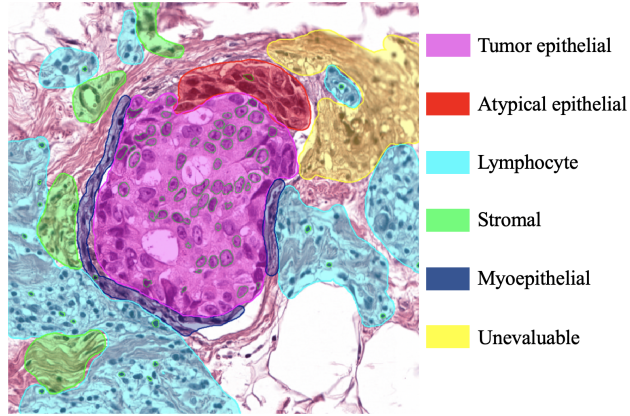 Tumor epithelial
Atypical epithelial
Lymphocyte
Stromal
Myoepithelial
Unevaluable